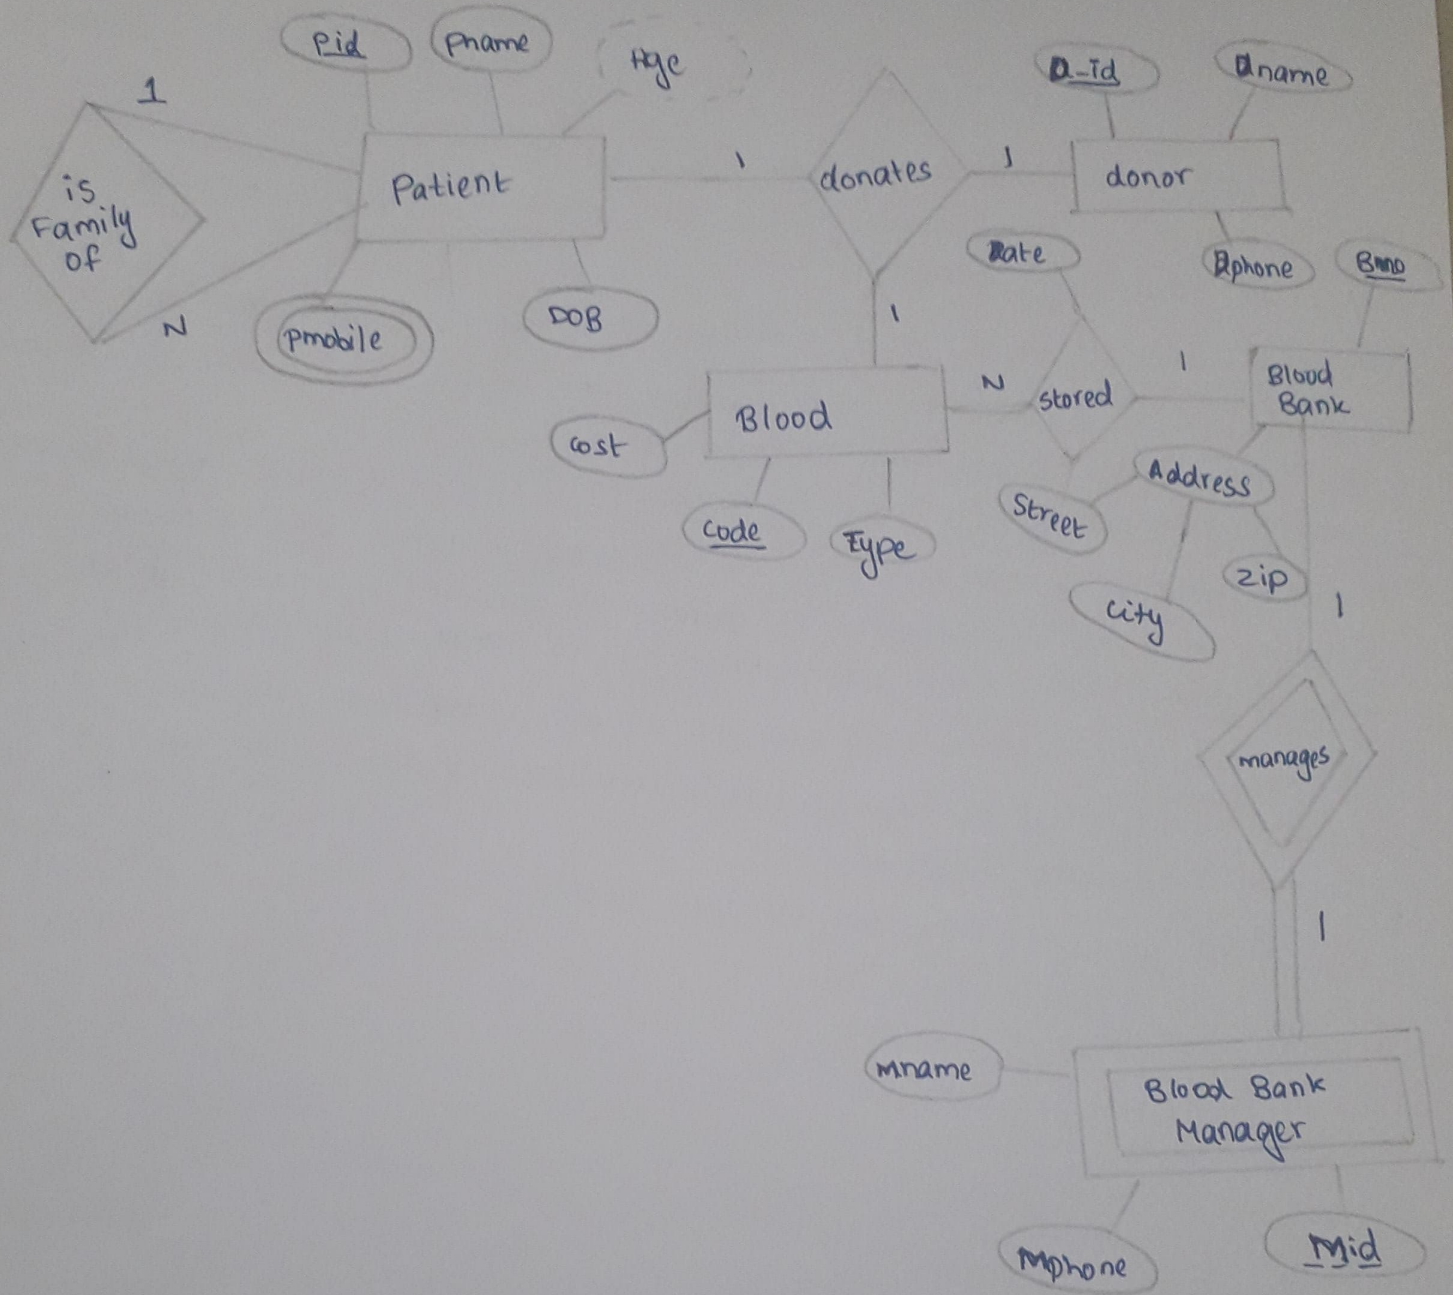 Pid
Pname
Age
D-id
Dname
1
is
Family
of
N
Patient
1
donates
1
donor
Pmobile
DOB
Date
Dphone
Bno
1
Blood
N
stored
1
Blood
Bank
cost
code
Type
Address
Street
City
Zip
1
manages
1
Mname
Blood Bank
Manager
Mphone
Mid